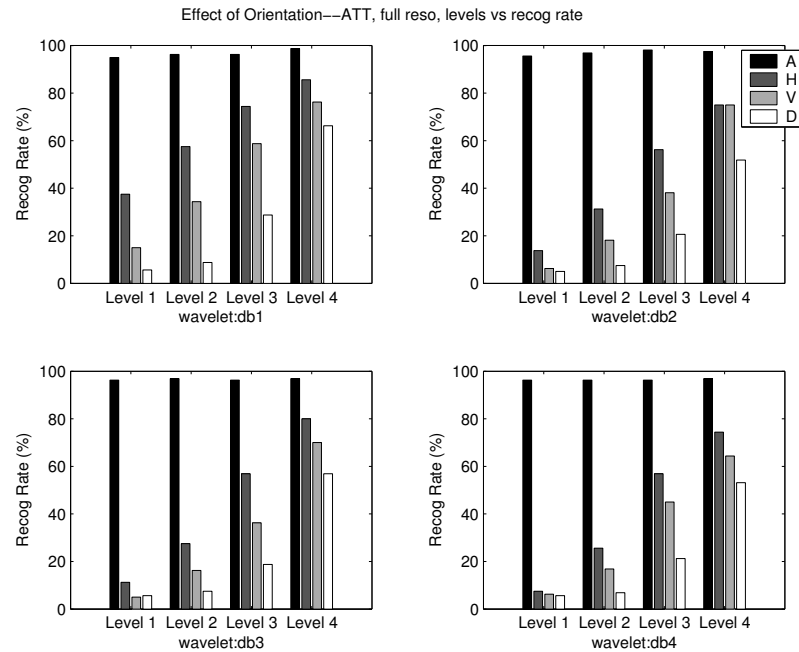 Effect of Orientation--ATT, full reso, levels vs recog rate
Recog Rate (%)
100
80
60
40
20
0
Level 1 Level 2 Level 3 Level 4
wavelet:db1
Recog Rate (%)
100
80
60
40
20
0
Level 1 Level 2 Level 3 Level 4
wavelet:db2
A
H
V
D
Recog Rate (%)
100
80
60
40
20
0
Level 1 Level 2 Level 3 Level 4
wavelet:db3
Recog Rate (%)
100
80
60
40
20
0
Level 1 Level 2 Level 3 Level 4
wavelet:db4